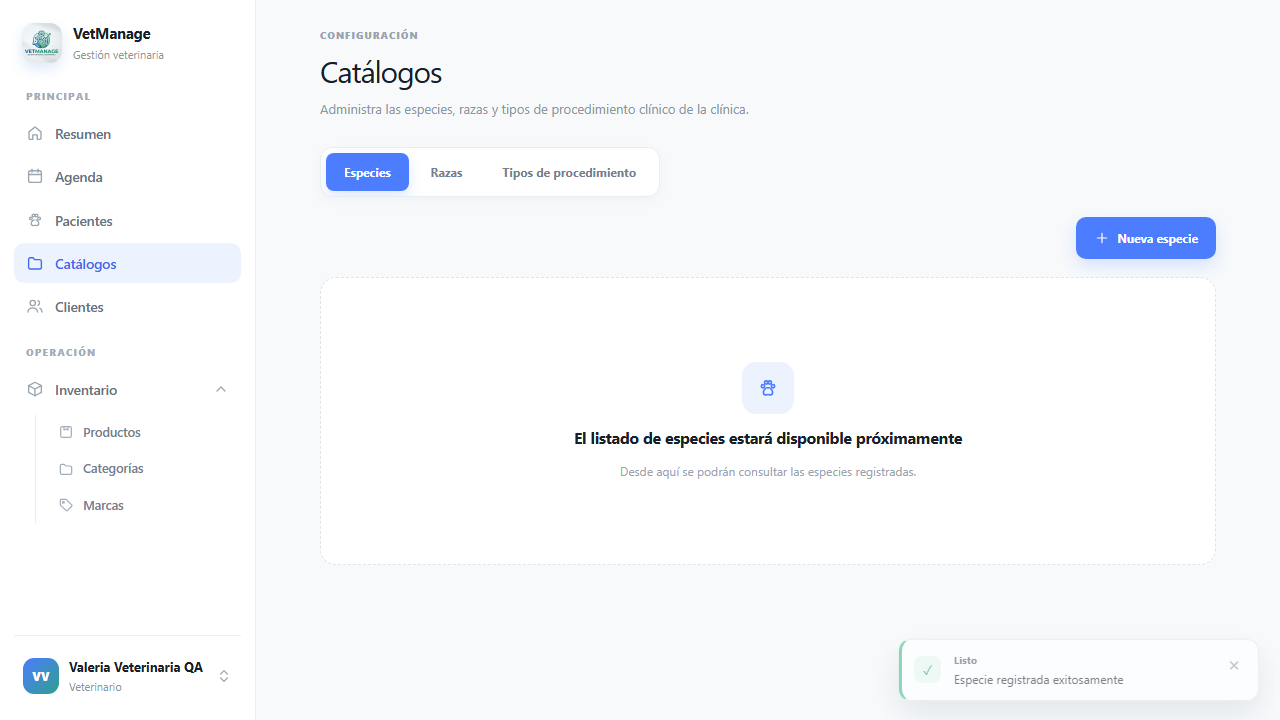 VetManage
Gestión veterinaria
PRINCIPAL
Resumen
Agenda
Pacientes
Catálogos
Clientes
OPERACIÓN
Inventario
Productos
Categorías
Marcas
VV
Valeria Veterinaria QA
Veterinario
CONFIGURACIÓN
Catálogos
Administra las especies, razas y tipos de procedimiento clínico de la clínica.
Especies
Razas
Tipos de procedimiento
+ Nueva especie
El listado de especies estará disponible próximamente
Desde aquí se podrán consultar las especies registradas.
Listo
Especie registrada exitosamente